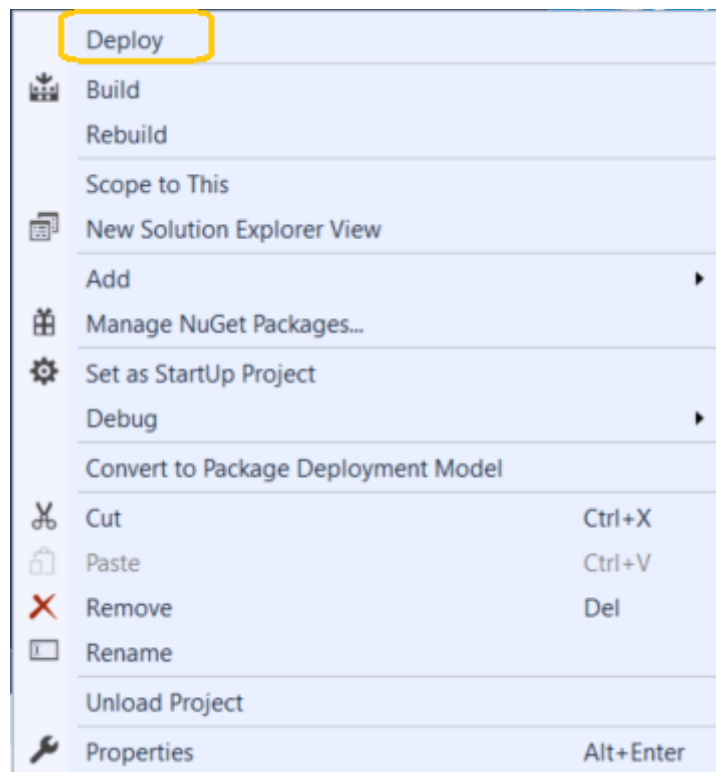 Deploy
Build
Rebuild
Scope to This
New Solution Explorer View
Add
Manage NuGet Packages...
Set as StartUp Project
Debug
Convert to Package Deployment Model
Cut Ctrl+X
Paste Ctrl+V
Remove Del
Rename
Unload Project
Properties Alt+Enter